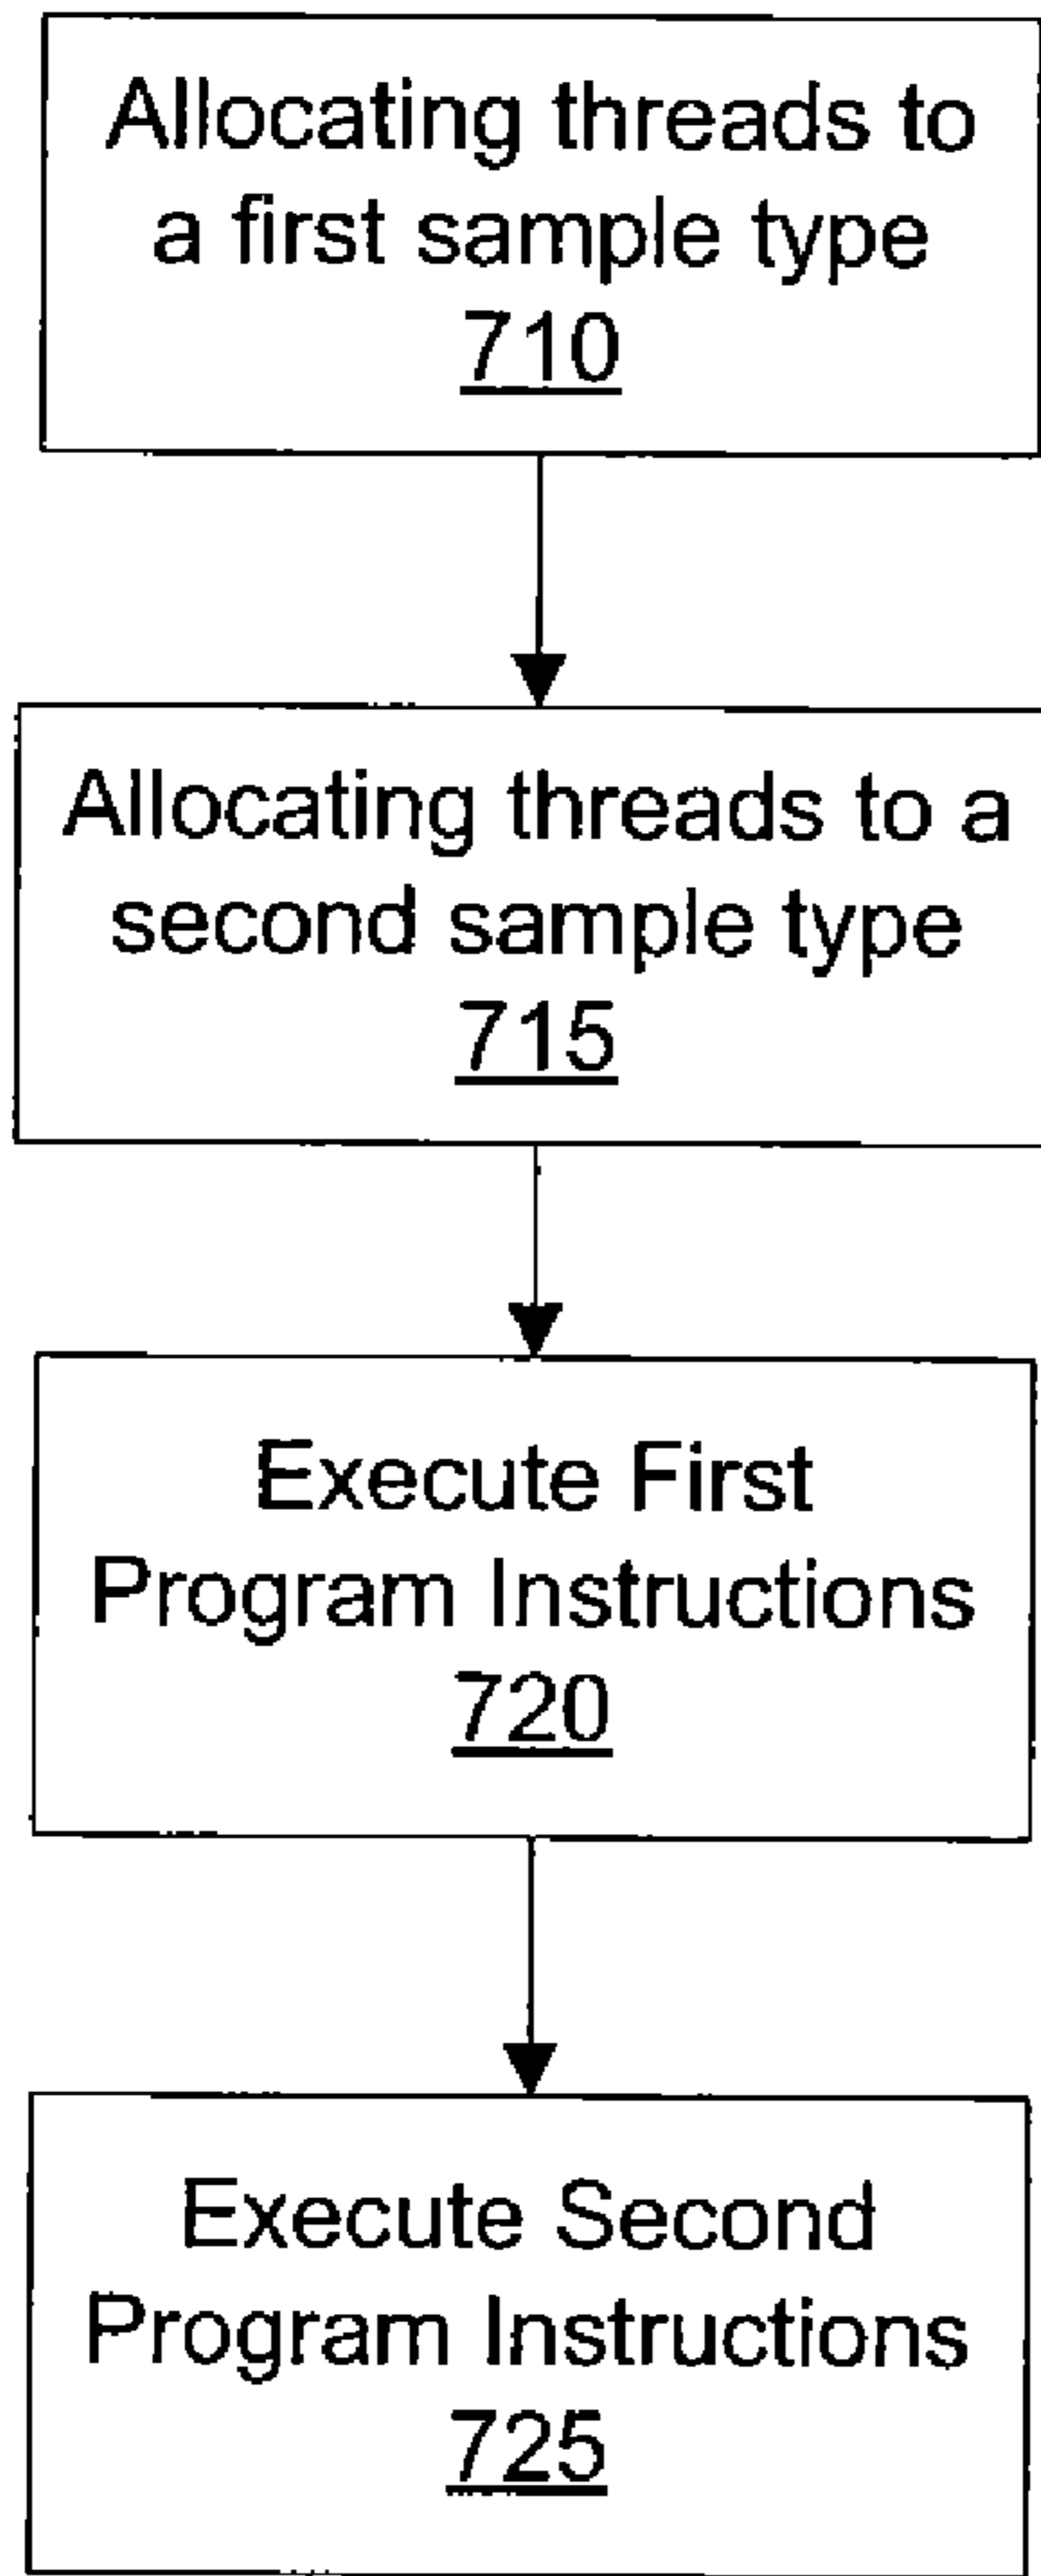 Allocating threads to
a first sample type
710
Allocating threads to a
second sample type
715
Execute First
Program Instructions
720
Execute Second
Program Instructions
725